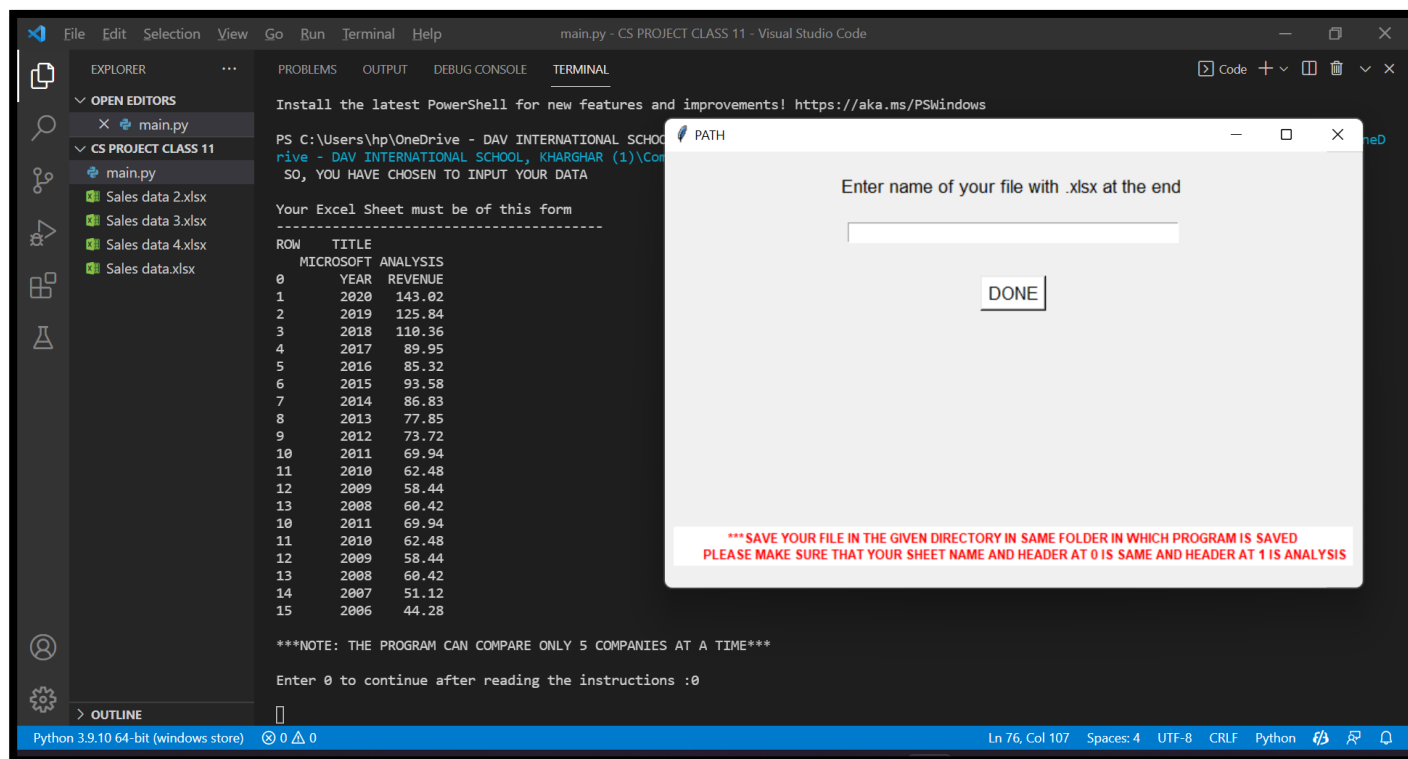 File Edit Selection View Go Run Terminal Help main.py - CS PROJECT CLASS 11 - Visual Studio Code
EXPLORER
OPEN EDITORS
main.py
CS PROJECT CLASS 11
main.py
Sales data 2.xlsx
Sales data 3.xlsx
Sales data 4.xlsx
Sales data.xlsx
OUTLINE
PROBLEMS OUTPUT DEBUG CONSOLE TERMINAL
Code
Install the latest PowerShell for new features and improvements! https://aka.ms/PSWindows
PS C:\Users\hp\OneDrive - DAV INTERNATIONAL SCHOO neD
rive - DAV INTERNATIONAL SCHOOL, KHARGHAR (1)\Com
SO, YOU HAVE CHOSEN TO INPUT YOUR DATA
Your Excel Sheet must be of this form
-----------------------------------------
ROW TITLE
MICROSOFT ANALYSIS
0 YEAR REVENUE
1 2020 143.02
2 2019 125.84
3 2018 110.36
4 2017 89.95
5 2016 85.32
6 2015 93.58
7 2014 86.83
8 2013 77.85
9 2012 73.72
10 2011 69.94
11 2010 62.48
12 2009 58.44
13 2008 60.42
10 2011 69.94
11 2010 62.48
12 2009 58.44
13 2008 60.42
14 2007 51.12
15 2006 44.28
***NOTE: THE PROGRAM CAN COMPARE ONLY 5 COMPANIES AT A TIME***
Enter 0 to continue after reading the instructions :0
PATH
Enter name of your file with .xlsx at the end
DONE
***SAVE YOUR FILE IN THE GIVEN DIRECTORY IN SAME FOLDER IN WHICH PROGRAM IS SAVED
PLEASE MAKE SURE THAT YOUR SHEET NAME AND HEADER AT 0 IS SAME AND HEADER AT 1 IS ANALYSIS
Python 3.9.10 64-bit (windows store) 0 0 Ln 76, Col 107 Spaces: 4 UTF-8 CRLF Python